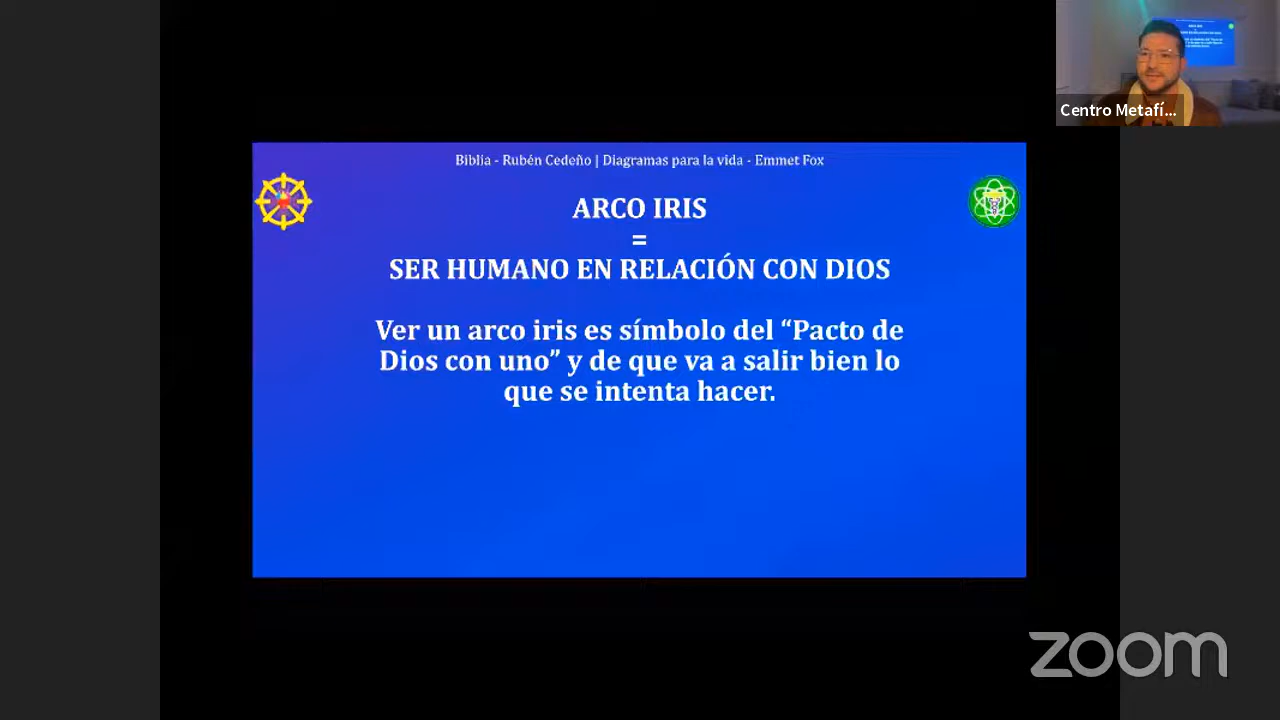 Centro Metafí...
Biblia - Rubén Cedeño | Diagramas para la vida - Emmet Fox
ARCO IRIS
=
SER HUMANO EN RELACIÓN CON DIOS
Ver un arco iris es símbolo del “Pacto de
Dios con uno” y de que va a salir bien lo
que se intenta hacer.
zoom